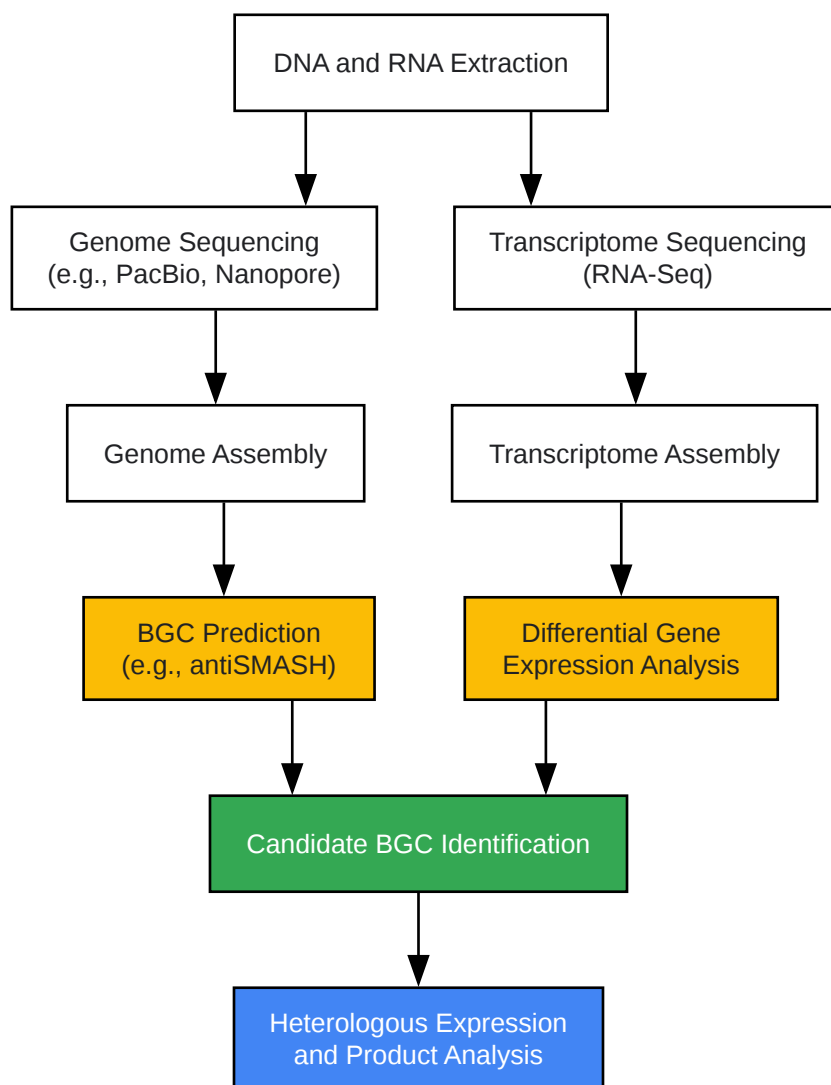 DNA and RNA Extraction
Genome Sequencing
(e.g., PacBio, Nanopore)
Transcriptome Sequencing
(RNA-Seq)
Genome Assembly
Transcriptome Assembly
BGC Prediction
(e.g., antiSMASH)
Differential Gene
Expression Analysis
Candidate BGC Identification
Heterologous Expression
and Product Analysis